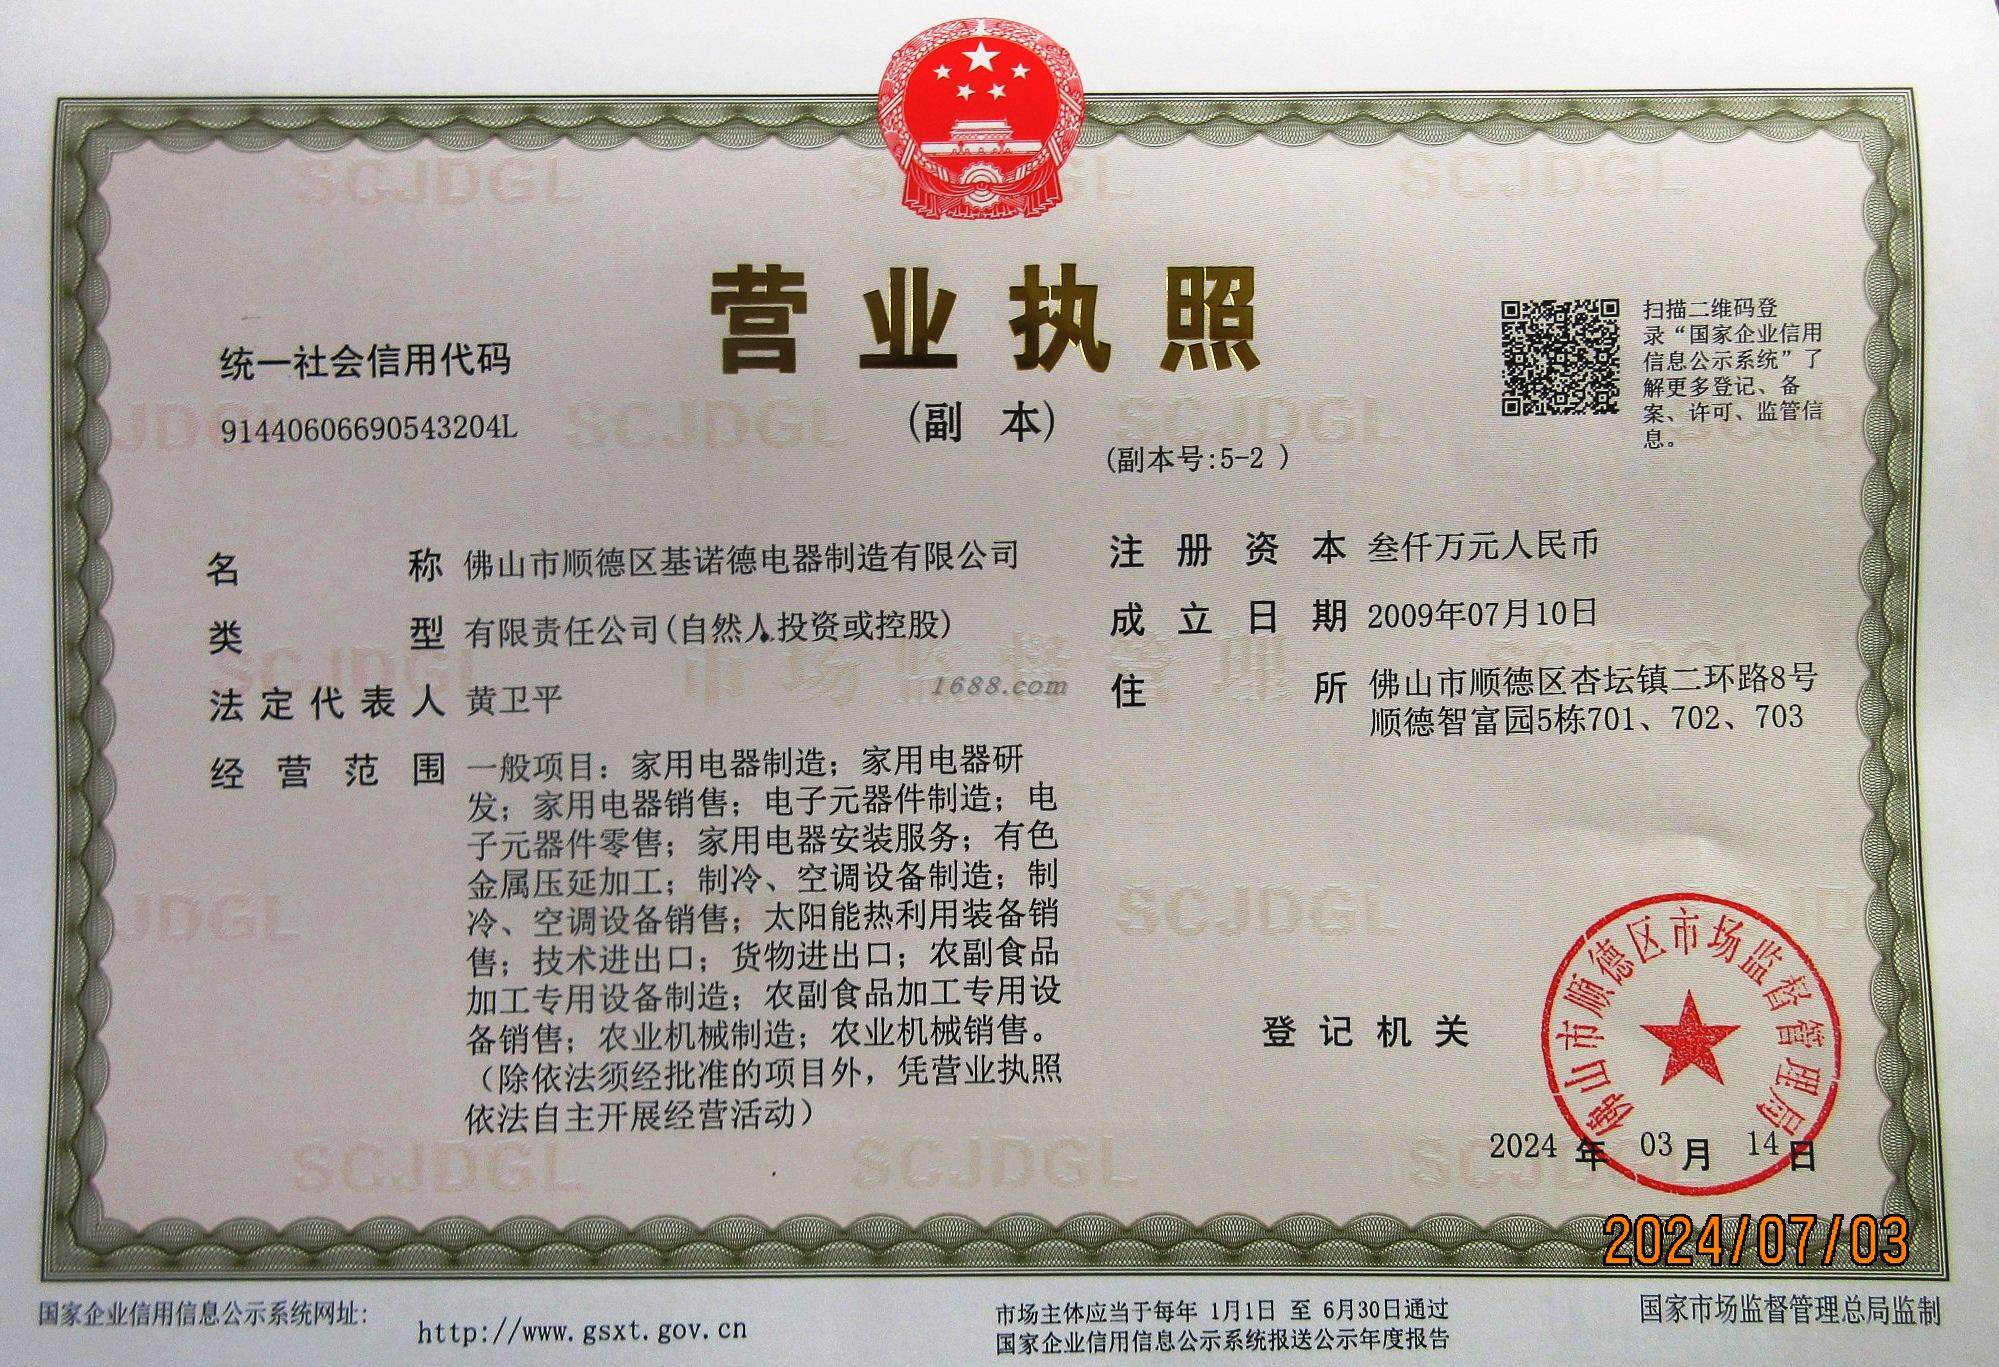 营业执照
(副 本)
(副本号:5-2 )
统一社会信用代码
91440606690543204L
扫描二维码登
录“国家企业信用
信息公示系统”了
解更多登记、备
案、许可、监管信
息。
名 称 佛山市顺德区基诺德电器制造有限公司
类 型 有限责任公司(自然人投资或控股)
法定代表人 黄卫平
经营范围 一般项目：家用电器制造；家用电器研
发；家用电器销售；电子元器件制造；电
子元器件零售；家用电器安装服务；有色
金属压延加工；制冷、空调设备制造；制
冷、空调设备销售；太阳能热利用装备销
售；技术进出口；货物进出口；农副食品
加工专用设备制造；农副食品加工专用设
备销售；农业机械制造；农业机械销售。
（除依法须经批准的项目外，凭营业执照
依法自主开展经营活动）
注册资本 叁仟万元人民币
成立日期 2009年07月10日
住 所 佛山市顺德区杏坛镇二环路8号
顺德智富园5栋701、702、703
1688.com
SCJDGL
市场监督管理
登记机关
佛山市顺德区市场监督管理局
2024 年 03 月 14 日
2024/07/03
国家企业信用信息公示系统网址:
http://www.gsxt.gov.cn
市场主体应当于每年 1月1日 至 6月30日通过
国家企业信用信息公示系统报送公示年度报告
国家市场监督管理总局监制